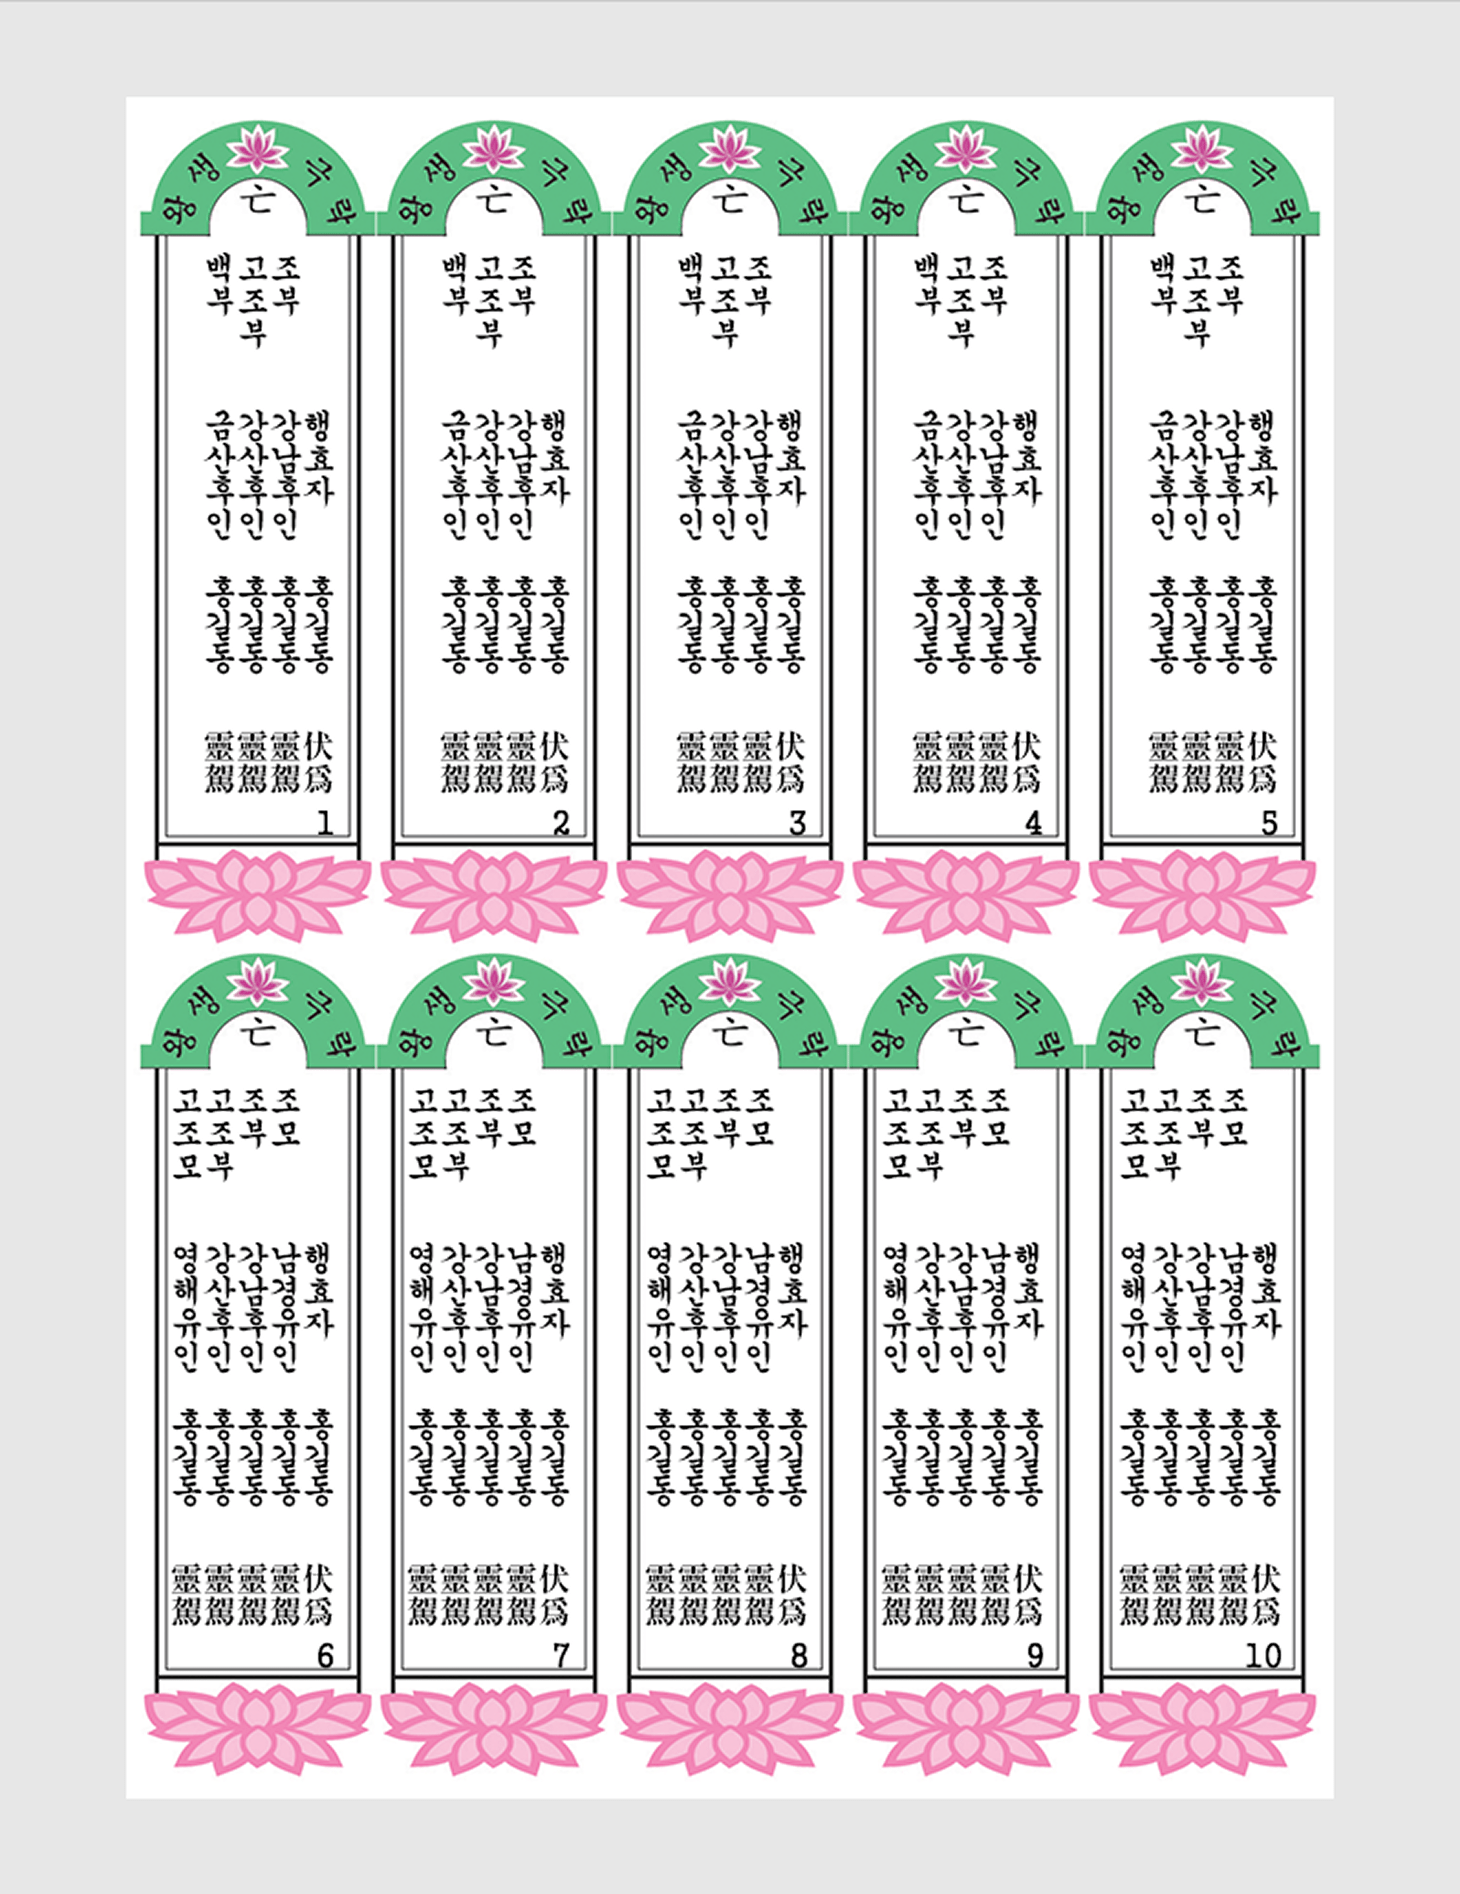 왕생극락
亡
행효자 홍길동 伏爲
조부 강남후인 홍길동 靈駕
고조부 강산후인 홍길동 靈駕
백부 금산후인 홍길동 靈駕
1
왕생극락
亡
행효자 홍길동 伏爲
조부 강남후인 홍길동 靈駕
고조부 강산후인 홍길동 靈駕
백부 금산후인 홍길동 靈駕
2
왕생극락
亡
행효자 홍길동 伏爲
조부 강남후인 홍길동 靈駕
고조부 강산후인 홍길동 靈駕
백부 금산후인 홍길동 靈駕
3
왕생극락
亡
행효자 홍길동 伏爲
조부 강남후인 홍길동 靈駕
고조부 강산후인 홍길동 靈駕
백부 금산후인 홍길동 靈駕
4
왕생극락
亡
행효자 홍길동 伏爲
조부 강남후인 홍길동 靈駕
고조부 강산후인 홍길동 靈駕
백부 금산후인 홍길동 靈駕
5
왕생극락
亡
행효자 홍길동 伏爲
조모 남경유인 홍길동 靈駕
조부 강남후인 홍길동 靈駕
고조부 강산후인 홍길동 靈駕
고조모 영해유인 홍길동 靈駕
6
왕생극락
亡
행효자 홍길동 伏爲
조모 남경유인 홍길동 靈駕
조부 강남후인 홍길동 靈駕
고조부 강산후인 홍길동 靈駕
고조모 영해유인 홍길동 靈駕
7
왕생극락
亡
행효자 홍길동 伏爲
조모 남경유인 홍길동 靈駕
조부 강남후인 홍길동 靈駕
고조부 강산후인 홍길동 靈駕
고조모 영해유인 홍길동 靈駕
8
왕생극락
亡
행효자 홍길동 伏爲
조모 남경유인 홍길동 靈駕
조부 강남후인 홍길동 靈駕
고조부 강산후인 홍길동 靈駕
고조모 영해유인 홍길동 靈駕
9
왕생극락
亡
행효자 홍길동 伏爲
조모 남경유인 홍길동 靈駕
조부 강남후인 홍길동 靈駕
고조부 강산후인 홍길동 靈駕
고조모 영해유인 홍길동 靈駕
10